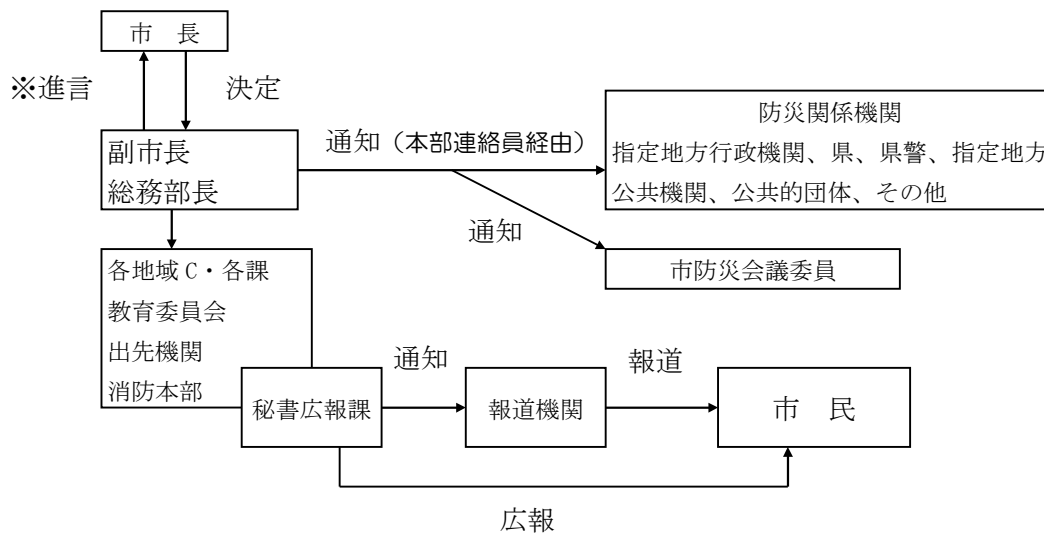 市　長
※進言
決定
副市長
総務部長
通知（本部連絡員経由）
防災関係機関
指定地方行政機関、県、県警、指定地方
公共機関、公共的団体、その他
通知
市防災会議委員
各地域C・各課
教育委員会
出先機関
消防本部
秘書広報課
通知
報道機関
報道
市　民
広報